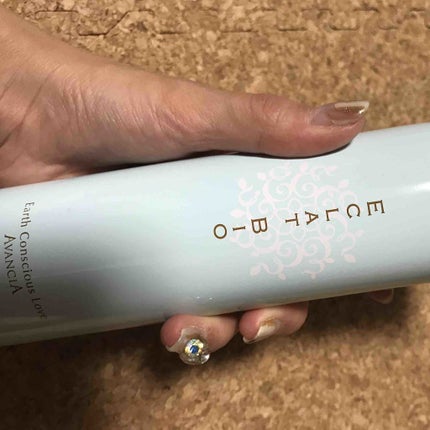 ECLAT BIO
Earth Conscious Love
AVANCIA